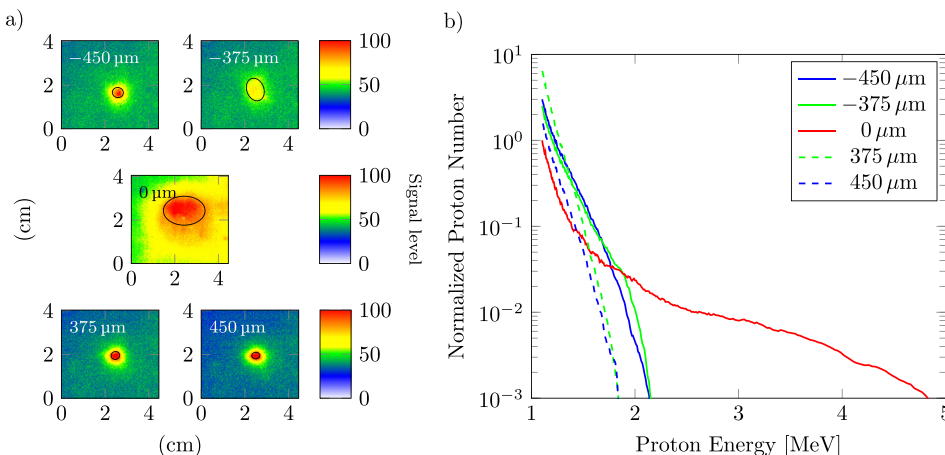 a)
−450 µm
−375 µm
4
2
0
0 2 4
4
2
0
0 2 4
100
50
0
0 µm
4
2
0
0 2 4
100
50
0
(cm)
Signal level
375 µm
450 µm
4
2
0
0 2 4
4
2
0
0 2 4
100
50
0
(cm)
b)
Normalized Proton Number
10^1
10^0
10^−1
10^−2
10^−3
1 2 3 4 5
Proton Energy [MeV]
−450 µm
−375 µm
0 µm
375 µm
450 µm